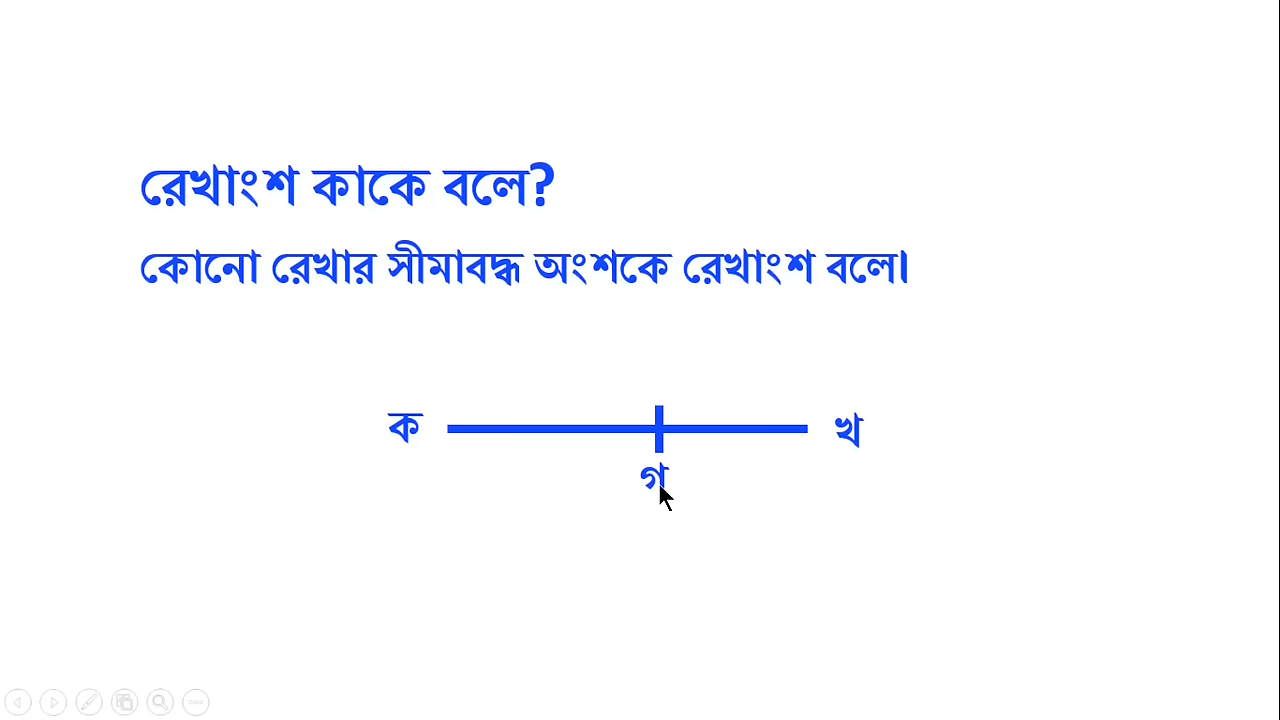 রেখাংশ কাকে বলে?
কোনো রেখার সীমাবদ্ধ অংশকে রেখাংশ বলে।
ক খ
গ